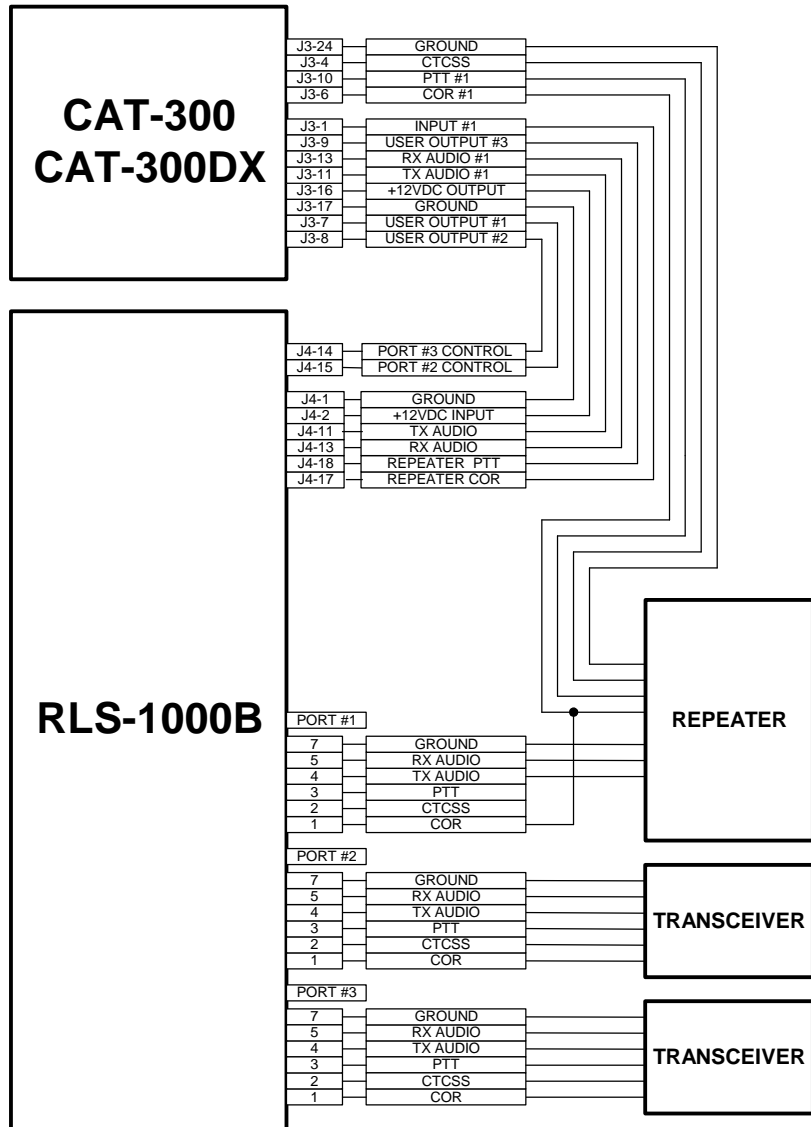 CAT-300
CAT-300DX
J3-24 GROUND
J3-4 CTCSS
J3-10 PTT #1
J3-6 COR #1
J3-1 INPUT #1
J3-9 USER OUTPUT #3
J3-13 RX AUDIO #1
J3-11 TX AUDIO #1
J3-16 +12VDC OUTPUT
J3-17 GROUND
J3-7 USER OUTPUT #1
J3-8 USER OUTPUT #2
RLS-1000B
J4-14 PORT #3 CONTROL
J4-15 PORT #2 CONTROL
J4-1 GROUND
J4-2 +12VDC INPUT
J4-11 TX AUDIO
J4-13 RX AUDIO
J4-18 REPEATER PTT
J4-17 REPEATER COR
PORT #1
7 GROUND
5 RX AUDIO
4 TX AUDIO
3 PTT
2 CTCSS
1 COR
REPEATER
PORT #2
7 GROUND
5 RX AUDIO
4 TX AUDIO
3 PTT
2 CTCSS
1 COR
TRANSCEIVER
PORT #3
7 GROUND
5 RX AUDIO
4 TX AUDIO
3 PTT
2 CTCSS
1 COR
TRANSCEIVER